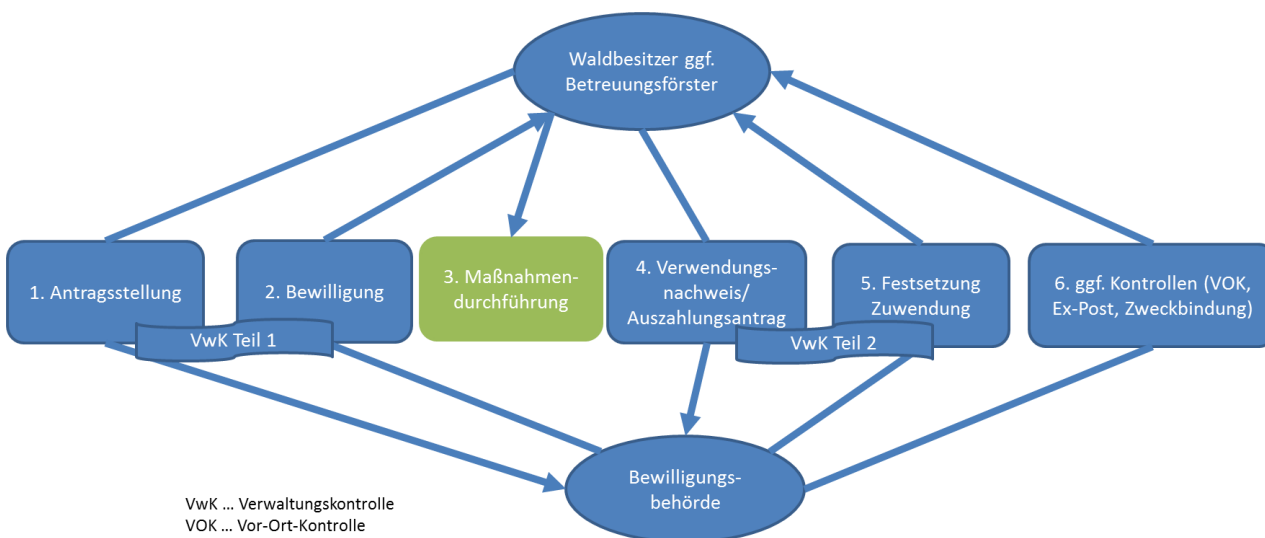 Waldbesitzer ggf.
Betreuungsförster
1. Antragsstellung
2. Bewilligung
3. Maßnahmen-
durchführung
4. Verwendungs-
nachweis/
Auszahlungsantrag
5. Festsetzung
Zuwendung
6. ggf. Kontrollen (VOK,
Ex-Post, Zweckbindung)
VwK Teil 1
VwK Teil 2
Bewilligungs-
behörde
VwK ... Verwaltungskontrolle
VOK ... Vor-Ort-Kontrolle